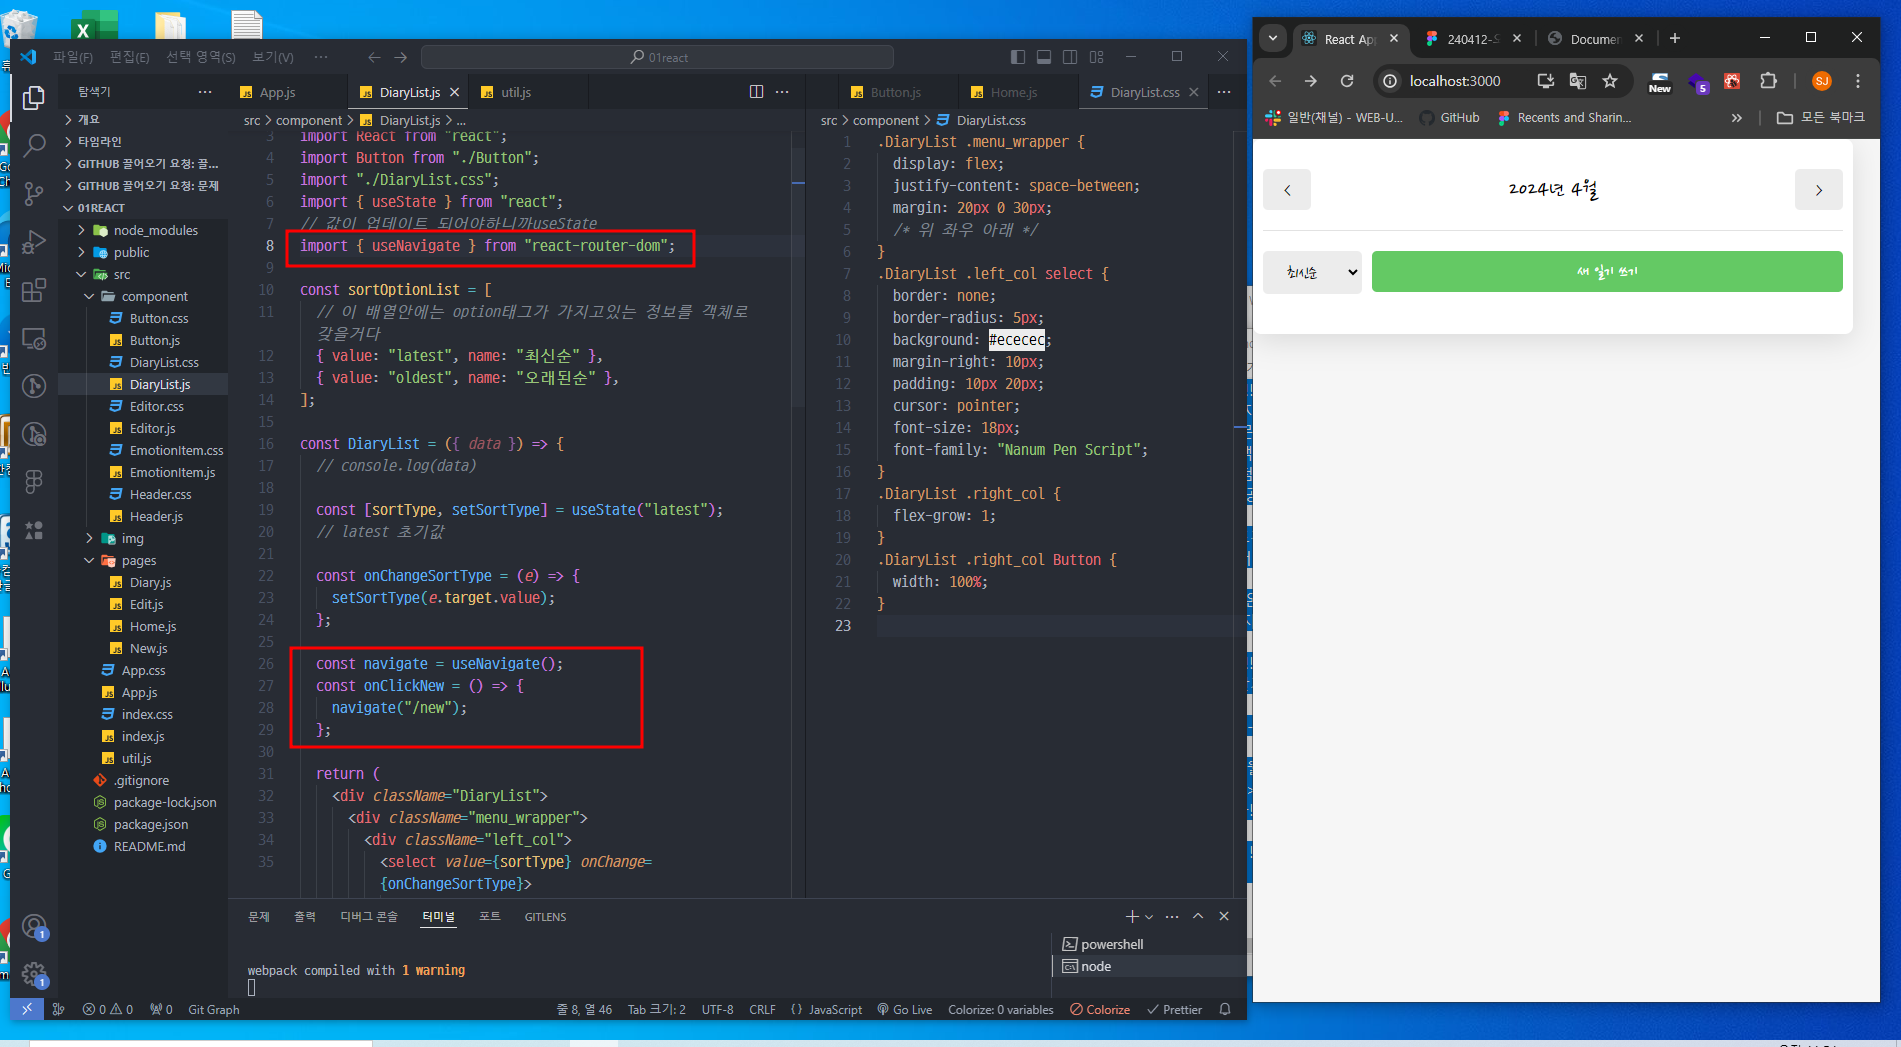 파일(F) 편집(E) 선택 영역(S) 보기(V) ··· 01react
탐색기 ···
개요
타임라인
GITHUB 끌어오기 요청: 끌...
GITHUB 끌어오기 요청: 문제
01REACT
node_modules
public
src
component
Button.css
Button.js
DiaryList.css
DiaryList.js
Editor.css
Editor.js
EmotionItem.css
EmotionItem.js
Header.css
Header.js
img
pages
Diary.js
Edit.js
Home.js
New.js
App.css
App.js
index.css
index.js
util.js
.gitignore
package-lock.json
package.json
README.md
App.js DiaryList.js util.js
src > component > DiaryList.js > ...
3 import React from "react";
4 import Button from "./Button";
5 import "./DiaryList.css";
6 import { useState } from "react";
7 // 값이 업데이트 되어야하니까useState
8 import { useNavigate } from "react-router-dom";
9
10 const sortOptionList = [
11 // 이 배열안에는 option태그가 가지고있는 정보를 객체로
갖을거다
12 { value: "latest", name: "최신순" },
13 { value: "oldest", name: "오래된순" },
14 ];
15
16 const DiaryList = ({ data }) => {
17 // console.log(data)
18
19 const [sortType, setSortType] = useState("latest");
20 // latest 초기값
21
22 const onChangeSortType = (e) => {
23 setSortType(e.target.value);
24 };
25
26 const navigate = useNavigate();
27 const onClickNew = () => {
28 navigate("/new");
29 };
30
31 return (
32 <div className="DiaryList">
33 <div className="menu_wrapper">
34 <div className="left_col">
35 <select value={sortType} onChange=
{onChangeSortType}>
Button.js Home.js DiaryList.css ···
src > component > DiaryList.css
1 .DiaryList .menu_wrapper {
2 display: flex;
3 justify-content: space-between;
4 margin: 20px 0 30px;
5 /* 위 좌우 아래 */
6 }
7 .DiaryList .left_col select {
8 border: none;
9 border-radius: 5px;
10 background: #ececec;
11 margin-right: 10px;
12 padding: 10px 20px;
13 cursor: pointer;
14 font-size: 18px;
15 font-family: "Nanum Pen Script";
16 }
17 .DiaryList .right_col {
18 flex-grow: 1;
19 }
20 .DiaryList .right_col Button {
21 width: 100%;
22 }
23
문제 출력 디버그 콘솔 터미널 포트 GITLENS
webpack compiled with 1 warning
powershell
node
0 0 0 Git Graph 줄 8, 열 46 Tab 크기: 2 UTF-8 CRLF {} JavaScript Go Live Colorize: 0 variables Colorize Prettier
React Ap 240412-S Documen
localhost:3000 New 5 SJ
일반(채널) - WEB-U... GitHub Recents and Sharin... » 모든 북마크
< 2024년 4월 >
최신순 새 일기 쓰기